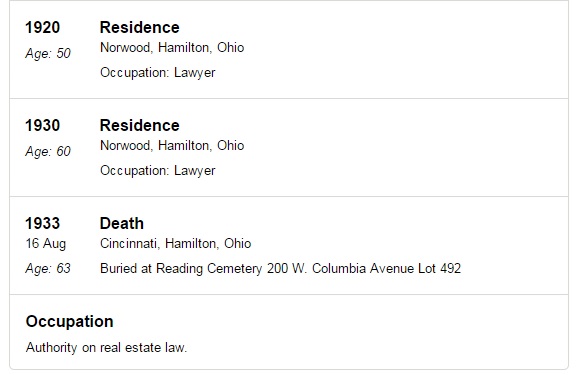 1920 Residence
Norwood, Hamilton, Ohio
Age: 50
Occupation: Lawyer
1930 Residence
Norwood, Hamilton, Ohio
Age: 60
Occupation: Lawyer
1933 Death
16 Aug Cincinnati, Hamilton, Ohio
Age: 63 Buried at Reading Cemetery 200 W. Columbia Avenue Lot 492
Occupation
Authority on real estate law.